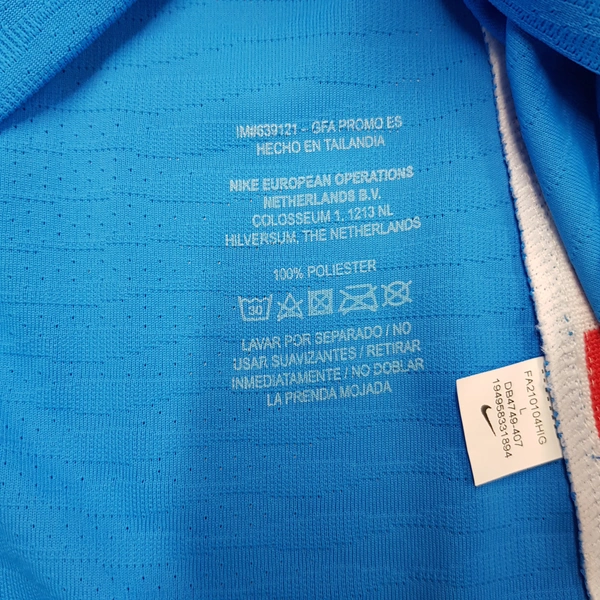 IM#639121 - GFA PROMO ES
HECHO EN TAILANDIA
NIKE EUROPEAN OPERATIONS
NETHERLANDS B.V.
COLOSSEUM 1, 1213 NL
HILVERSUM, THE NETHERLANDS
100% POLIESTER
30
LAVAR POR SEPARADO / NO
USAR SUAVIZANTES / RETIRAR
INMEDIATAMENTE / NO DOBLAR
LA PRENDA MOJADA
FA210104HIG
L
DB4749-407
194958331894